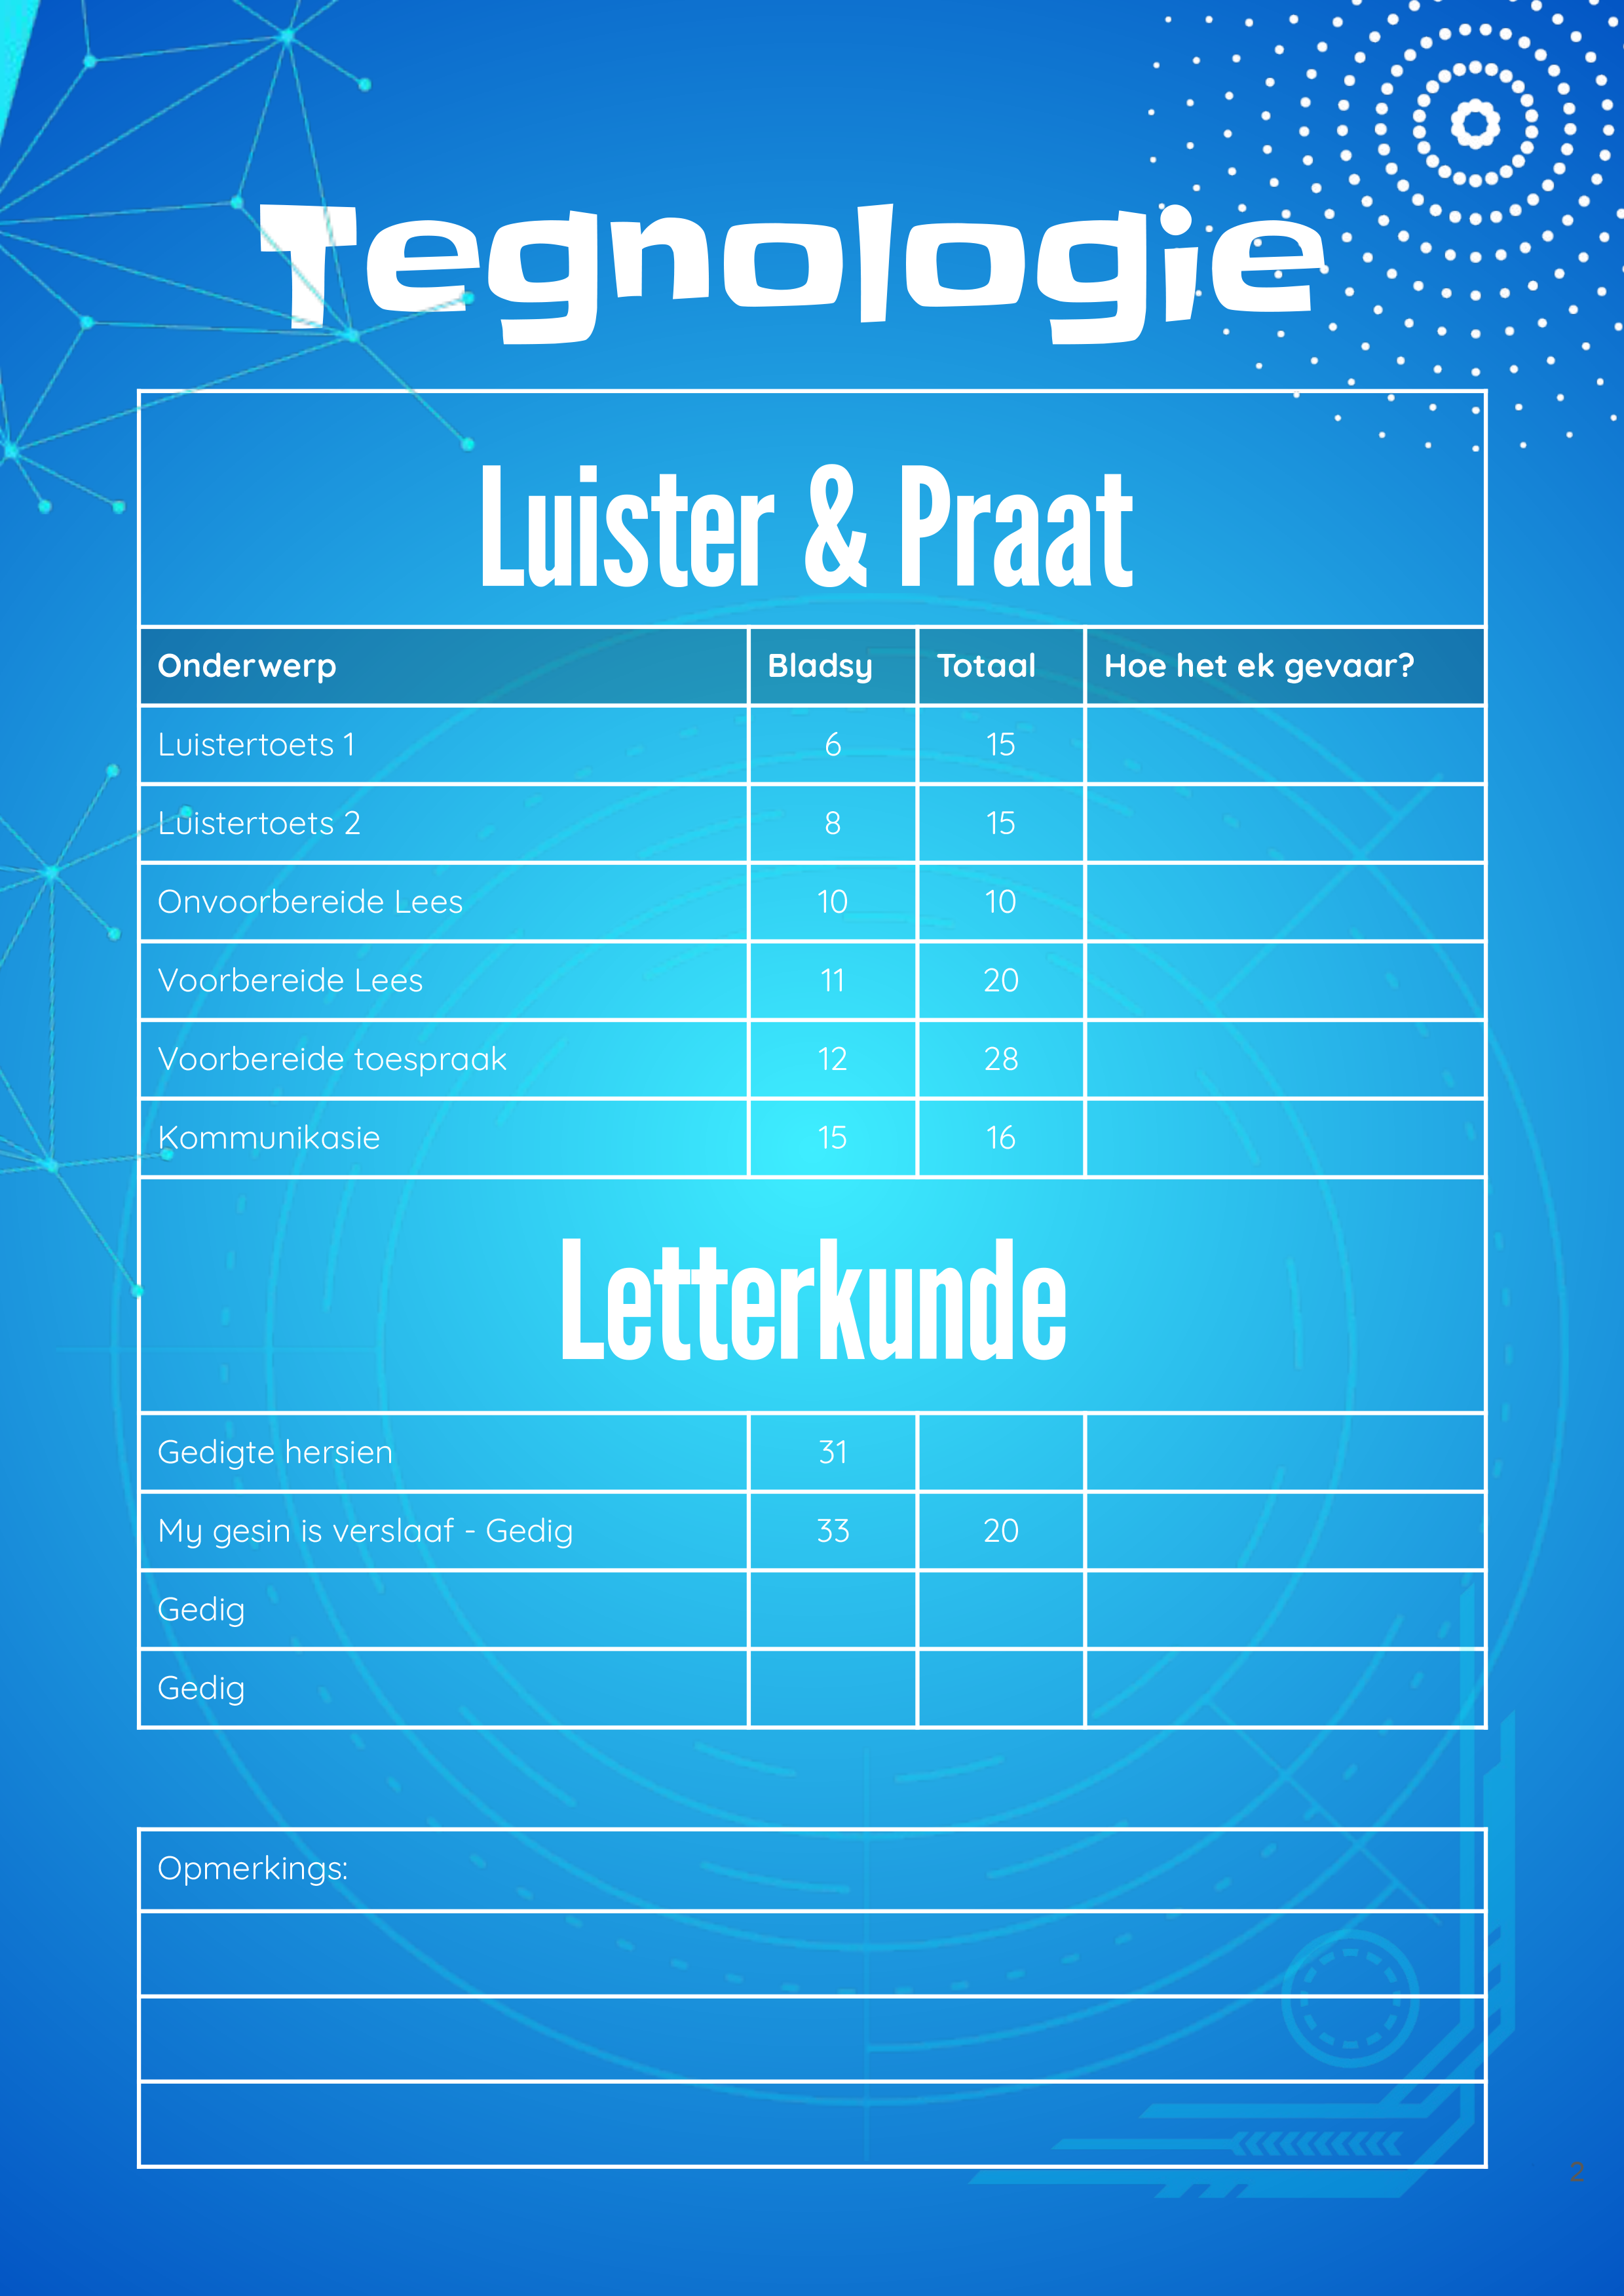 Tegnologie
Luister & Praat
Onderwerp Bladsy Totaal Hoe het ek gevaar?
Luistertoets 1 6 15
Luistertoets 2 8 15
Onvoorbereide Lees 10 10
Voorbereide Lees 11 20
Voorbereide toespraak 12 28
Kommunikasie 15 16
Letterkunde
Gedigte hersien 31
My gesin is verslaaf - Gedig 33 20
Gedig
Gedig
Opmerkings:
2